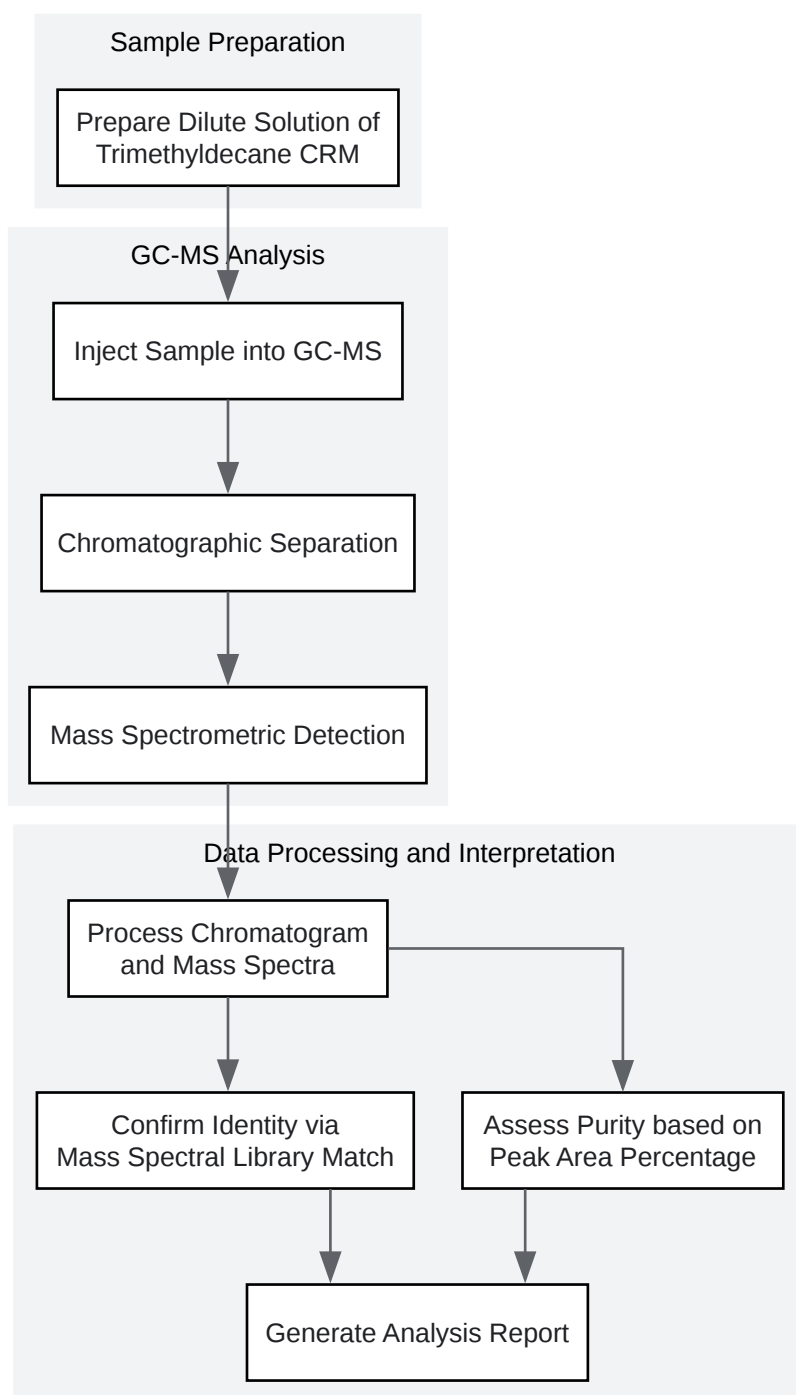 Sample Preparation
Prepare Dilute Solution of
Trimethyldecane CRM
GC-MS Analysis
Inject Sample into GC-MS
Chromatographic Separation
Mass Spectrometric Detection
Data Processing and Interpretation
Process Chromatogram
and Mass Spectra
Confirm Identity via
Mass Spectral Library Match
Assess Purity based on
Peak Area Percentage
Generate Analysis Report